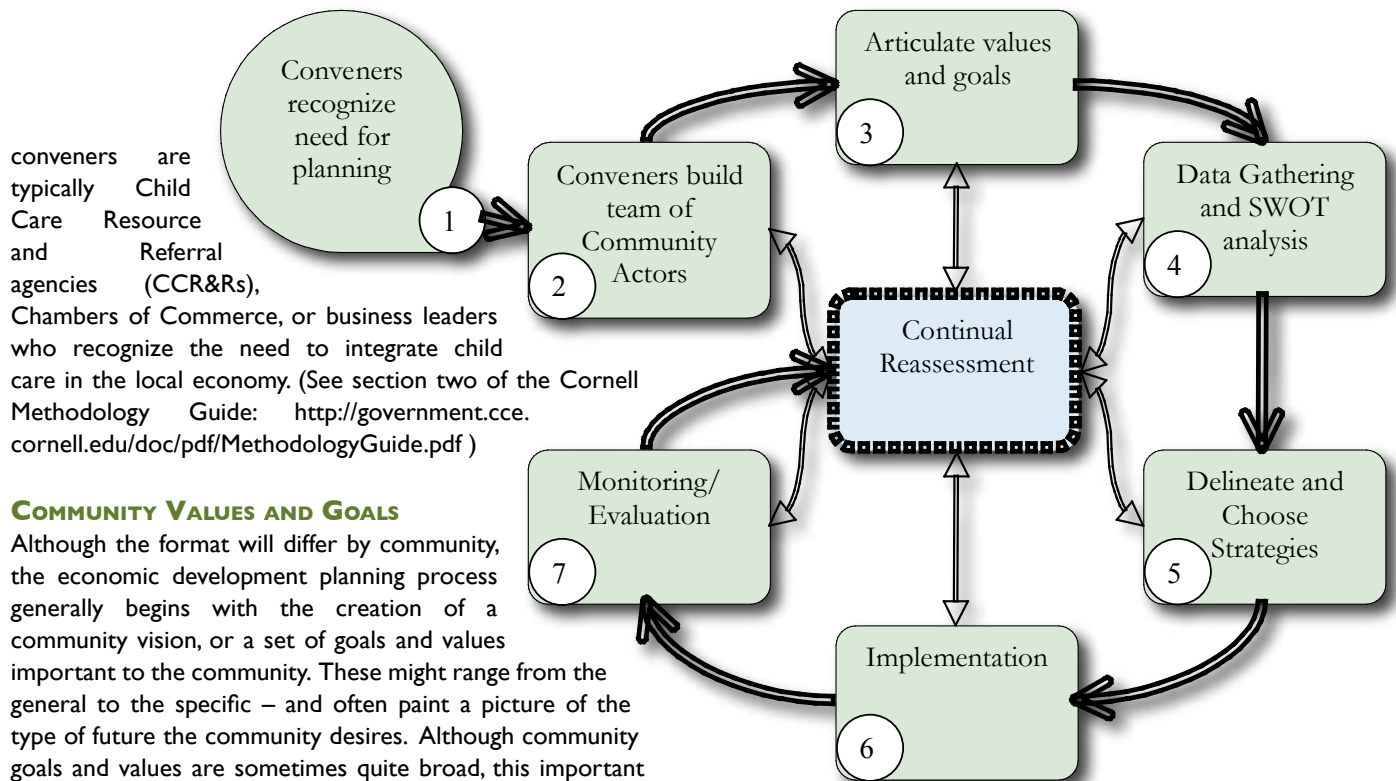 conveners are
typically Child
Care Resource
and Referral
agencies (CCR&Rs),
Chambers of Commerce, or business leaders
who recognize the need to integrate child
care in the local economy. (See section two of the Cornell
Methodology Guide: http://government.cce.
cornell.edu/doc/pdf/MethodologyGuide.pdf )
COMMUNITY VALUES AND GOALS
Although the format will differ by community,
the economic development planning process
generally begins with the creation of a
community vision, or a set of goals and values
important to the community. These might range from the
general to the specific – and often paint a picture of the
type of future the community desires. Although community
goals and values are sometimes quite broad, this important
Conveners
recognize
need for
planning
1
Conveners build
team of
Community
Actors
2
Articulate values
and goals
3
Data Gathering
and SWOT
analysis
4
Delineate and
Choose
Strategies
5
Implementation
6
Monitoring/
Evaluation
7
Continual
Reassessment